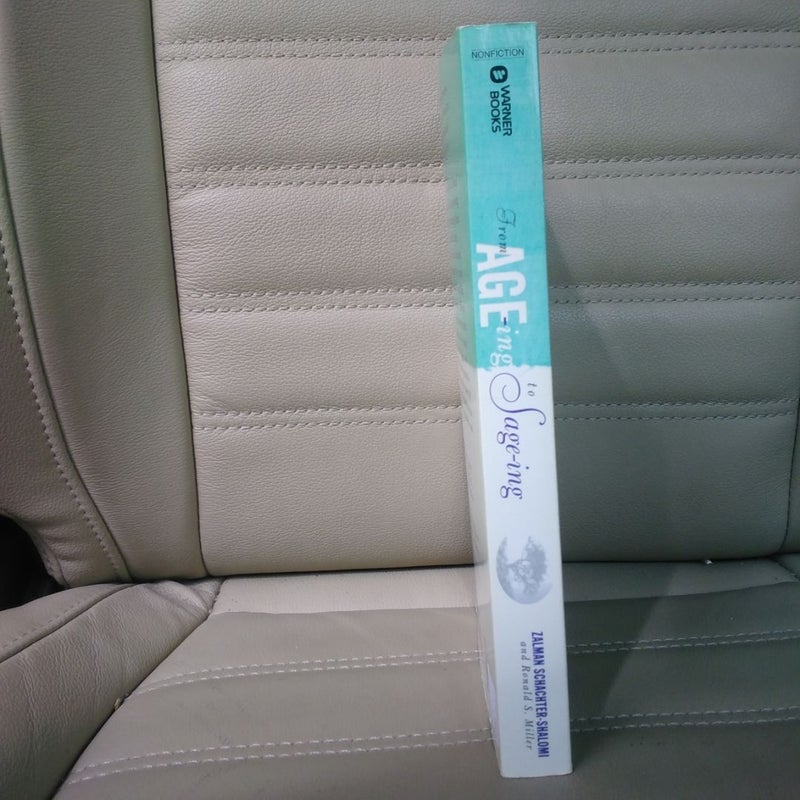 NONFICTION
WARNER
BOOKS
From
AGE-ing
to
Sage-ing
ZALMAN SCHACHTER-SHALOMI
and Ronald S. Miller